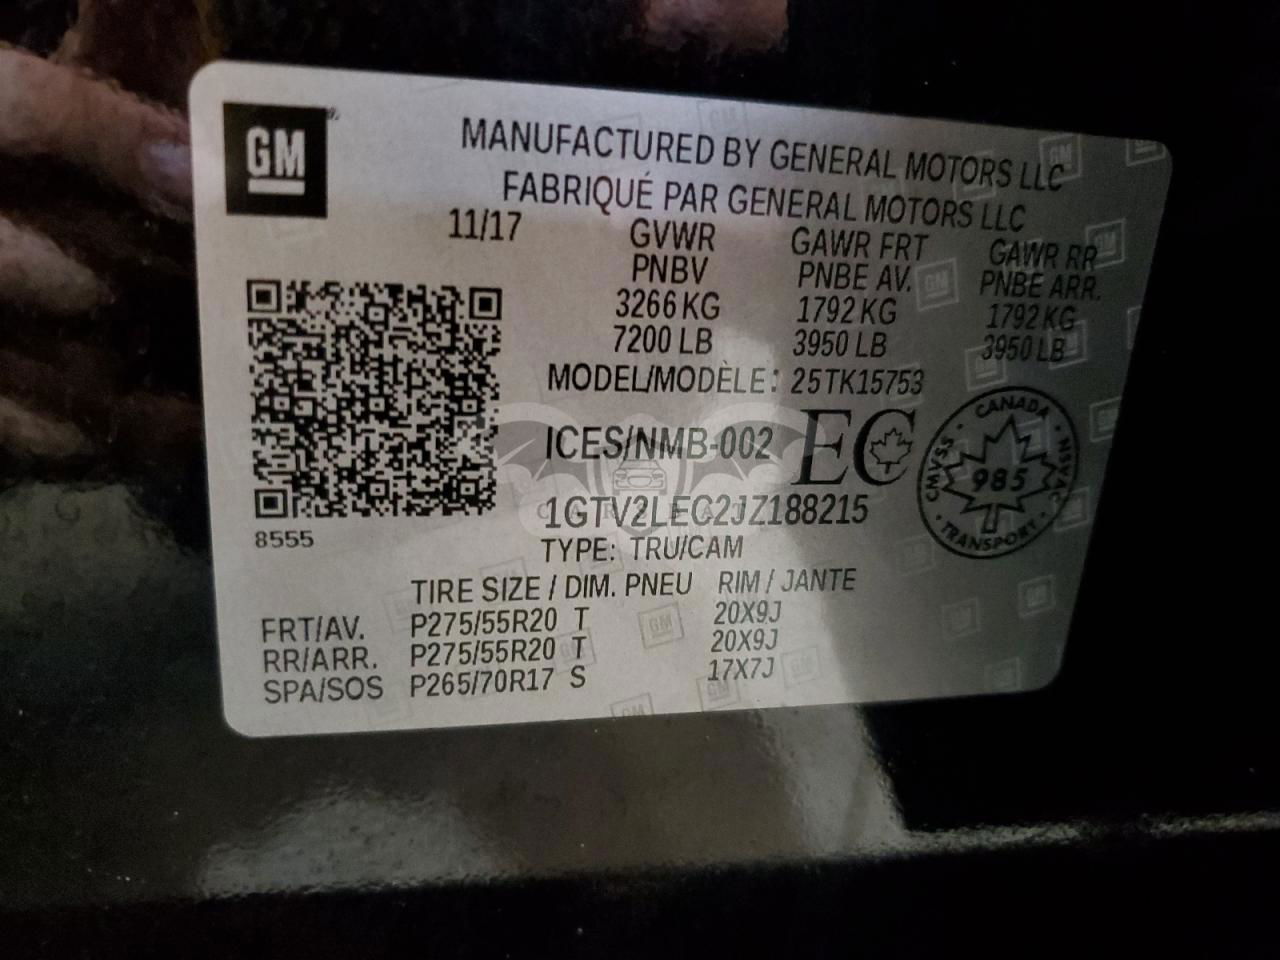 GM
MANUFACTURED BY GENERAL MOTORS LLC
FABRIQUÉ PAR GENERAL MOTORS LLC
11/17 GVWR GAWR FRT GAWR RR
PNBV PNBE AV. PNBE ARR.
3266 KG 1792 KG 1792 KG
7200 LB 3950 LB 3950 LB
MODEL/MODÈLE: 25TK15753
ICES/NMB-002 EC
CANADA
CMVSS 985 NSVAC
TRANSPORT
CARSBAT
1GTV2LEC2JZ188215
8555
TYPE: TRU/CAM
TIRE SIZE / DIM. PNEU RIM / JANTE
FRT/AV. P275/55R20 T 20X9J
RR/ARR. P275/55R20 T 20X9J
SPA/SOS P265/70R17 S 17X7J